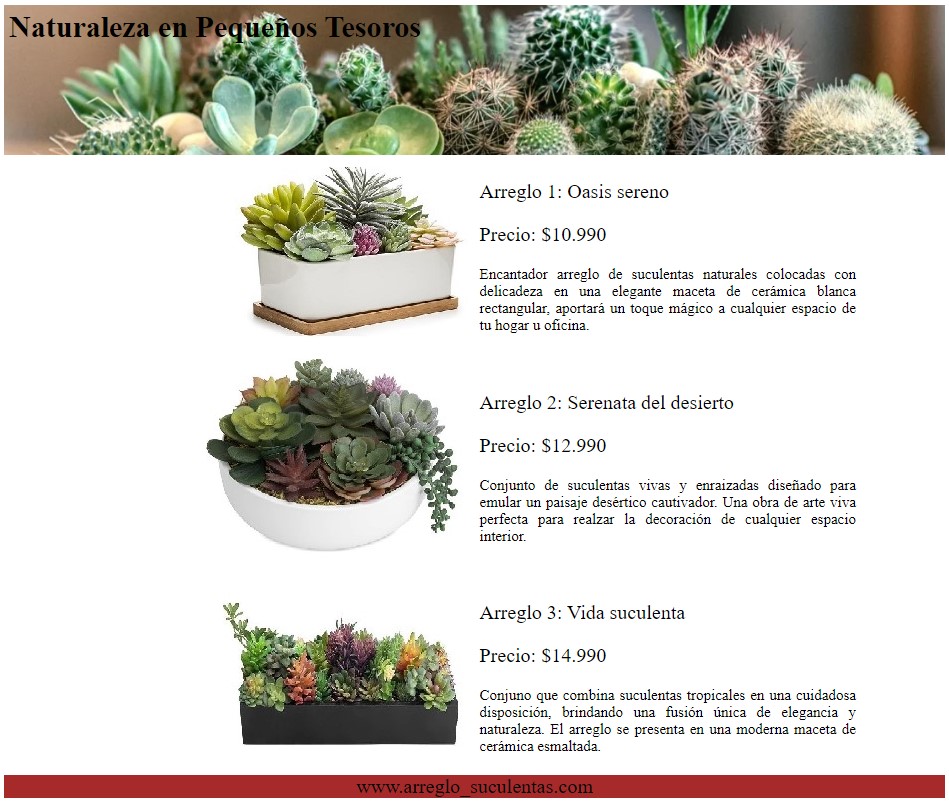 Naturaleza en Pequeños Tesoros
Arreglo 1: Oasis sereno
Precio: $10.990
Encantador arreglo de suculentas naturales colocadas con
delicadeza en una elegante maceta de cerámica blanca
rectangular, aportará un toque mágico a cualquier espacio de
tu hogar u oficina.
Arreglo 2: Serenata del desierto
Precio: $12.990
Conjunto de suculentas vivas y enraizadas diseñado para
emular un paisaje desértico cautivador. Una obra de arte viva
perfecta para realzar la decoración de cualquier espacio
interior.
Arreglo 3: Vida suculenta
Precio: $14.990
Conjuno que combina suculentas tropicales en una cuidadosa
disposición, brindando una fusión única de elegancia y
naturaleza. El arreglo se presenta en una moderna maceta de
cerámica esmaltada.
www.arreglo_suculentas.com